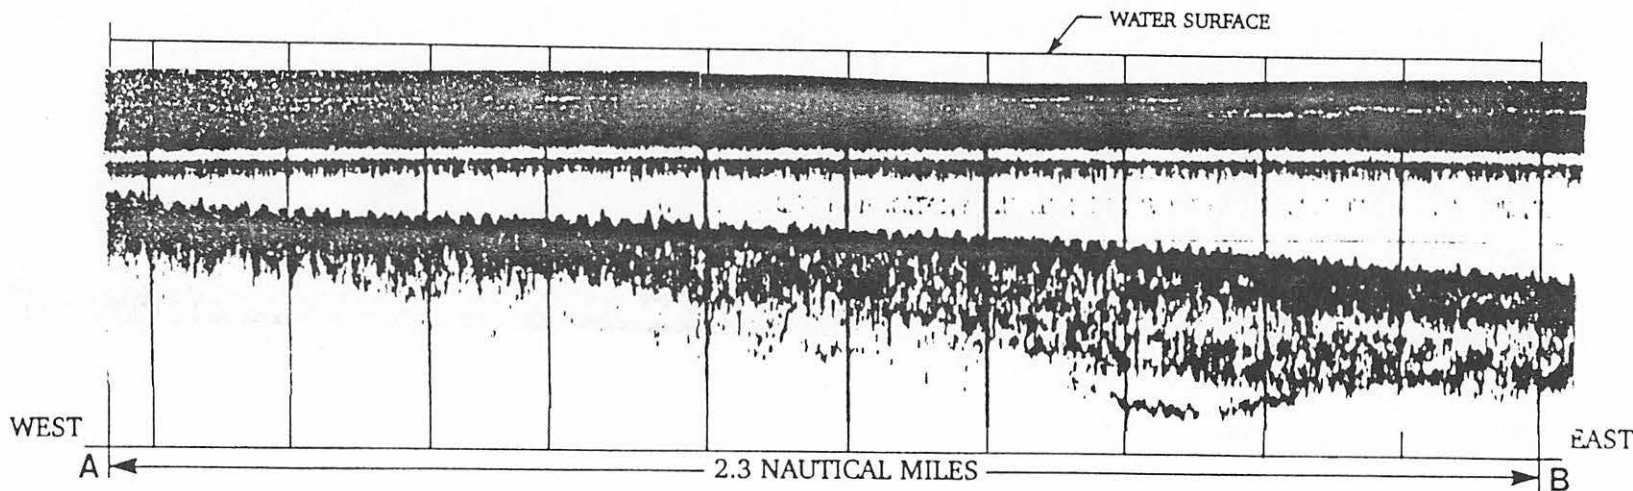 WATER SURFACE
WEST
EAST
A
2.3 NAUTICAL MILES
B